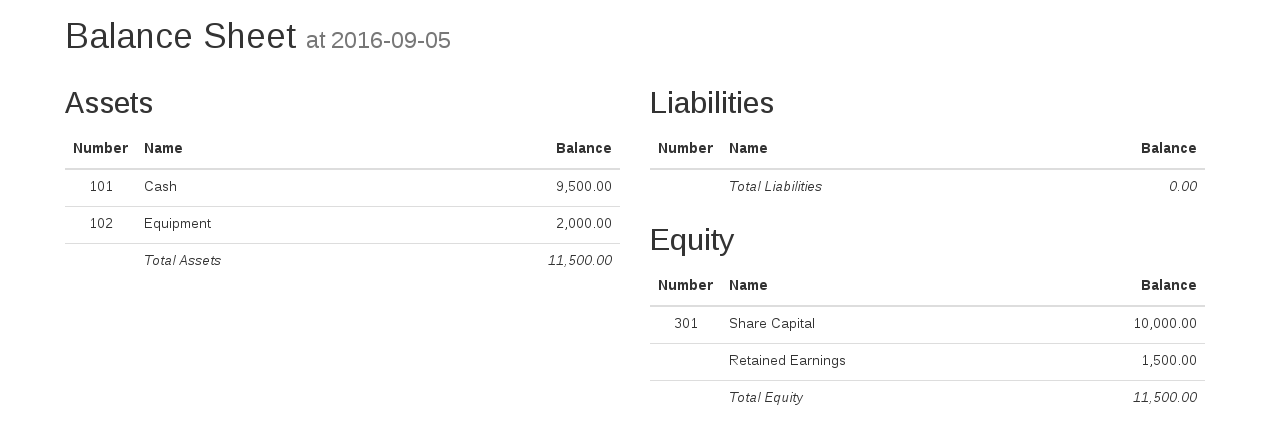 Balance Sheet at 2016-09-05
Assets
Number Name Balance
101 Cash 9,500.00
102 Equipment 2,000.00
Total Assets 11,500.00
Liabilities
Number Name Balance
Total Liabilities 0.00
Equity
Number Name Balance
301 Share Capital 10,000.00
Retained Earnings 1,500.00
Total Equity 11,500.00